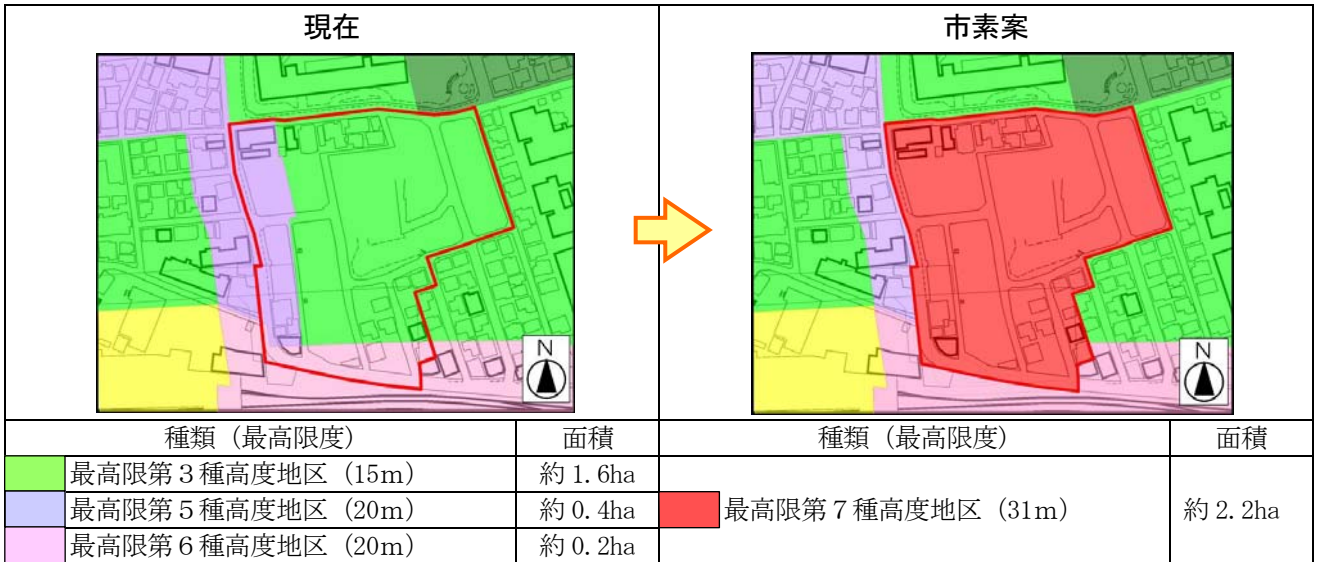 現在
市素案
N
N
種類（最高限度）
面積
種類（最高限度）
面積
最高限第３種高度地区（15m）
約 1.6ha
最高限第５種高度地区（20m）
約 0.4ha
最高限第７種高度地区（31m）
約 2.2ha
最高限第６種高度地区（20m）
約 0.2ha